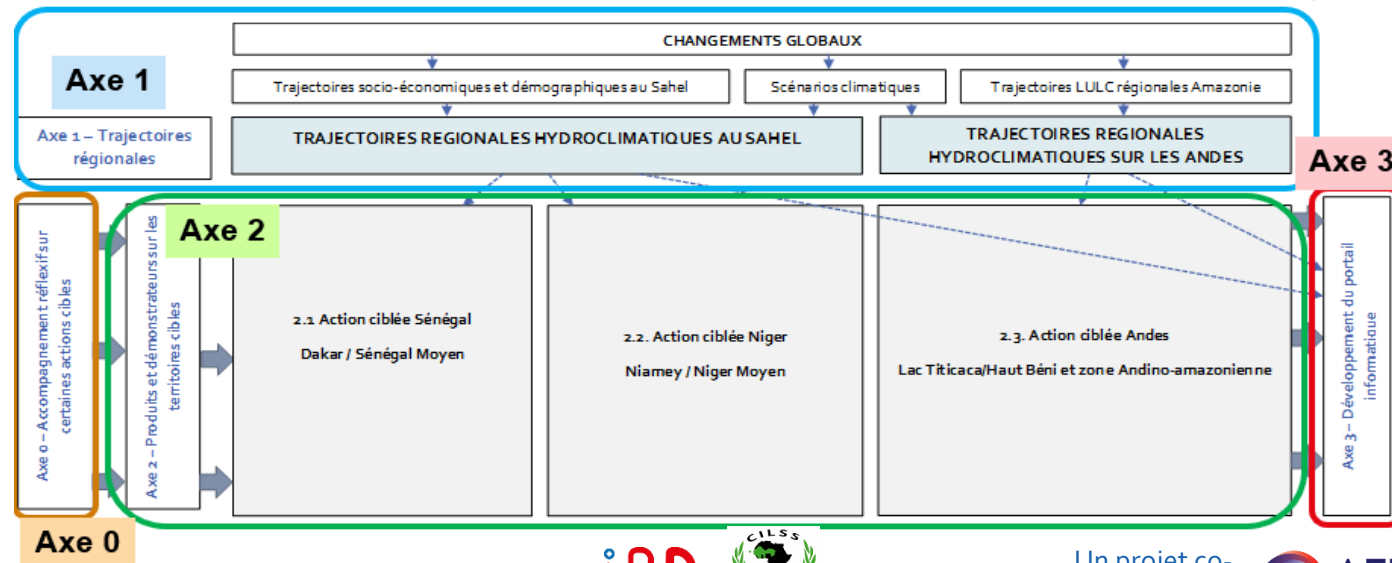 CHANGEMENTS GLOBAUX
Axe 1
Trajectoires socio-économiques et démographiques au Sahel
Scénarios climatiques
Trajectoires LULC régionales Amazonie
Axe 1 – Trajectoires
régionales
TRAJECTOIRES REGIONALES HYDROCLIMATIQUES AU SAHEL
TRAJECTOIRES REGIONALES
HYDROCLIMATIQUES SUR LES ANDES
Axe 3
Axe 2
Axe 0 – Accompagnement réflexif sur
certaines actions cibles
Axe 2 – Produits et démonstrateurs sur les
territoires cibles
2.1 Action ciblée Sénégal
Dakar / Sénégal Moyen
2.2. Action ciblée Niger
Niamey / Niger Moyen
2.3. Action ciblée Andes
Lac Titicaca/Haut Béni et zone Andino-amazonienne
Axe 3 – Développement du portail
informatique
Axe 0
CILSS
Un projet co-